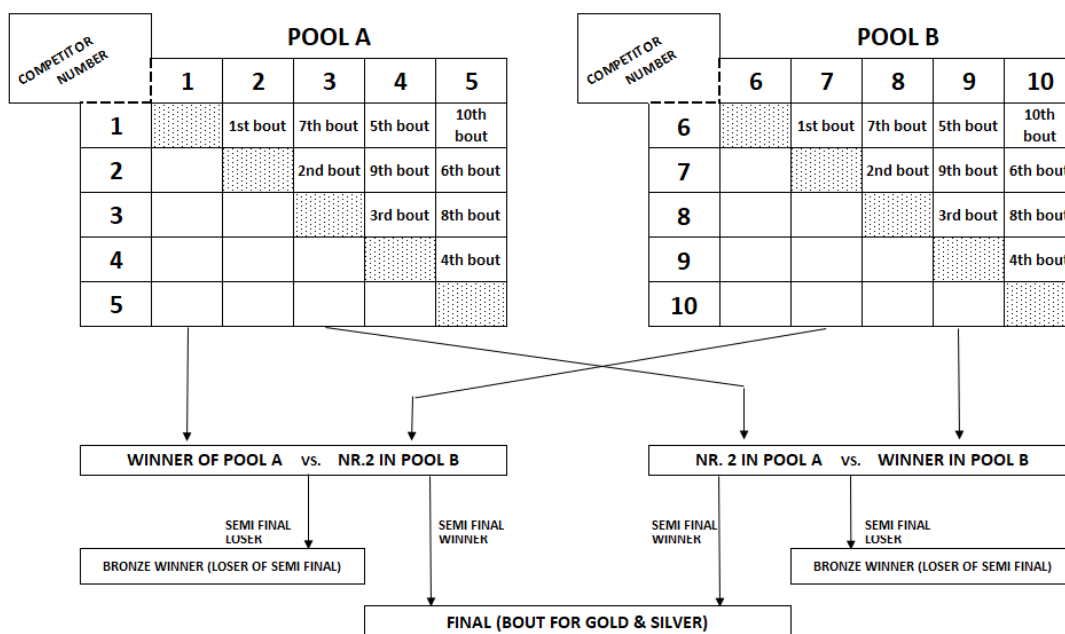 POOL A
COMPETITOR
NUMBER
1 2 3 4 5
1 1st bout 7th bout 5th bout 10th bout
2 2nd bout 9th bout 6th bout
3 3rd bout 8th bout
4 4th bout
5
POOL B
COMPETITOR
NUMBER
6 7 8 9 10
6 1st bout 7th bout 5th bout 10th bout
7 2nd bout 9th bout 6th bout
8 3rd bout 8th bout
9 4th bout
10
WINNER OF POOL A VS. NR.2 IN POOL B
NR. 2 IN POOL A VS. WINNER IN POOL B
SEMI FINAL
LOSER
SEMI FINAL
WINNER
SEMI FINAL
WINNER
SEMI FINAL
LOSER
BRONZE WINNER (LOSER OF SEMI FINAL)
BRONZE WINNER (LOSER OF SEMI FINAL)
FINAL (BOUT FOR GOLD & SILVER)